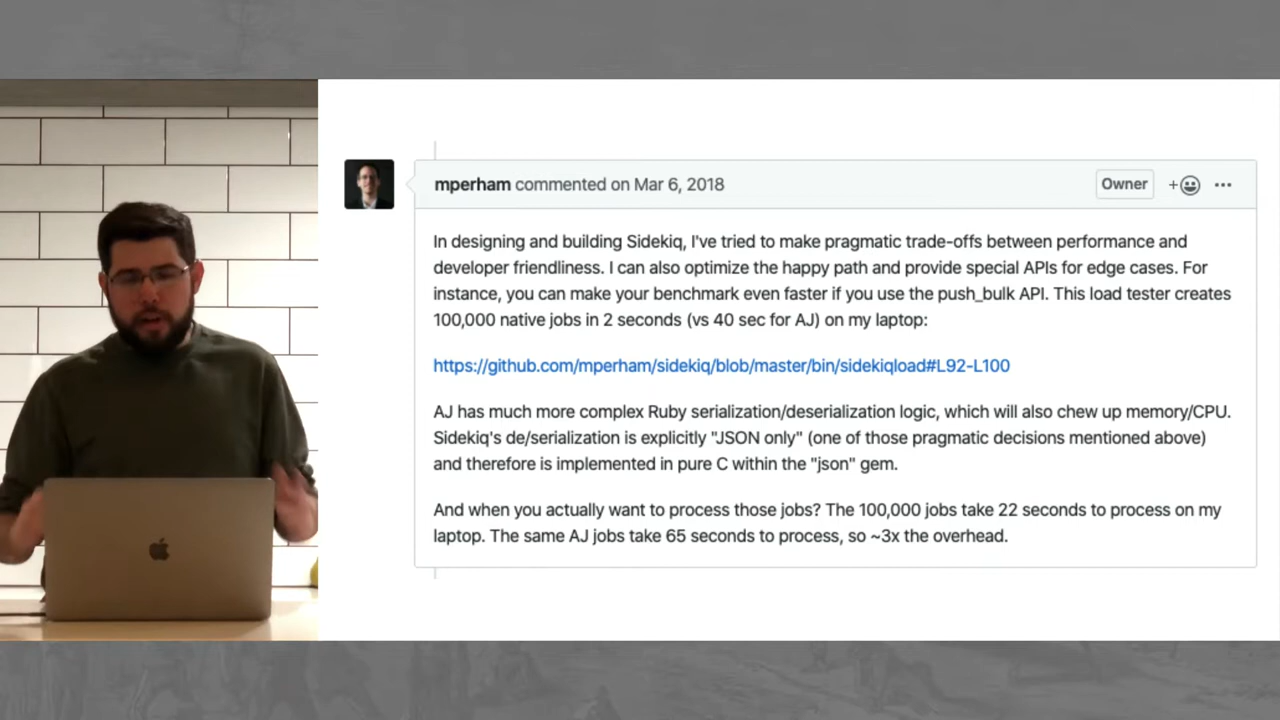 mperham commented on Mar 6, 2018
Owner
In designing and building Sidekiq, I've tried to make pragmatic trade-offs between performance and
developer friendliness. I can also optimize the happy path and provide special APIs for edge cases. For
instance, you can make your benchmark even faster if you use the push_bulk API. This load tester creates
100,000 native jobs in 2 seconds (vs 40 sec for AJ) on my laptop:
https://github.com/mperham/sidekiq/blob/master/bin/sidekiqload#L92-L100
AJ has much more complex Ruby serialization/deserialization logic, which will also chew up memory/CPU.
Sidekiq's de/serialization is explicitly "JSON only" (one of those pragmatic decisions mentioned above)
and therefore is implemented in pure C within the "json" gem.
And when you actually want to process those jobs? The 100,000 jobs take 22 seconds to process on my
laptop. The same AJ jobs take 65 seconds to process, so ~3x the overhead.